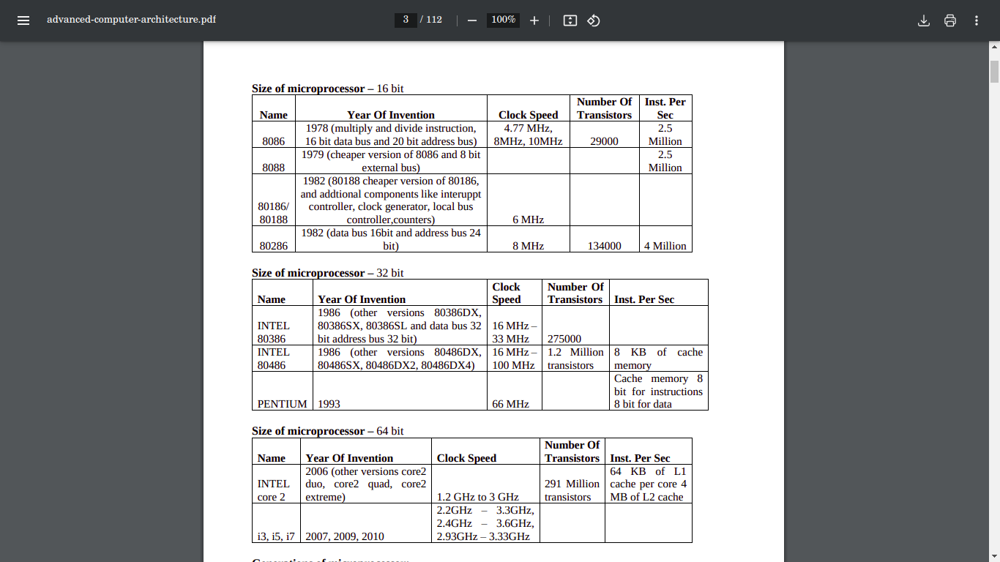 advanced-computer-architecture.pdf
3 / 112
100%
Size of microprocessor – 16 bit
Name Year Of Invention Clock Speed Number Of Transistors Inst. Per Sec
8086 1978 (multiply and divide instruction, 16 bit data bus and 20 bit address bus) 4.77 MHz, 8MHz, 10MHz 29000 2.5 Million
8088 1979 (cheaper version of 8086 and 8 bit external bus) 2.5 Million
80186/ 80188 1982 (80188 cheaper version of 80186, and addtional components like interuppt controller, clock generator, local bus controller,counters) 6 MHz
80286 1982 (data bus 16bit and address bus 24 bit) 8 MHz 134000 4 Million
Size of microprocessor – 32 bit
Name Year Of Invention Clock Speed Number Of Transistors Inst. Per Sec
INTEL 80386 1986 (other versions 80386DX, 80386SX, 80386SL and data bus 32 bit address bus 32 bit) 16 MHz – 33 MHz 275000
INTEL 80486 1986 (other versions 80486DX, 80486SX, 80486DX2, 80486DX4) 16 MHz – 100 MHz 1.2 Million transistors 8 KB of cache memory
PENTIUM 1993 66 MHz Cache memory 8 bit for instructions 8 bit for data
Size of microprocessor – 64 bit
Name Year Of Invention Clock Speed Number Of Transistors Inst. Per Sec
INTEL core 2 2006 (other versions core2 duo, core2 quad, core2 extreme) 1.2 GHz to 3 GHz 291 Million transistors 64 KB of L1 cache per core 4 MB of L2 cache
i3, i5, i7 2007, 2009, 2010 2.2GHz – 3.3GHz, 2.4GHz – 3.6GHz, 2.93GHz – 3.33GHz